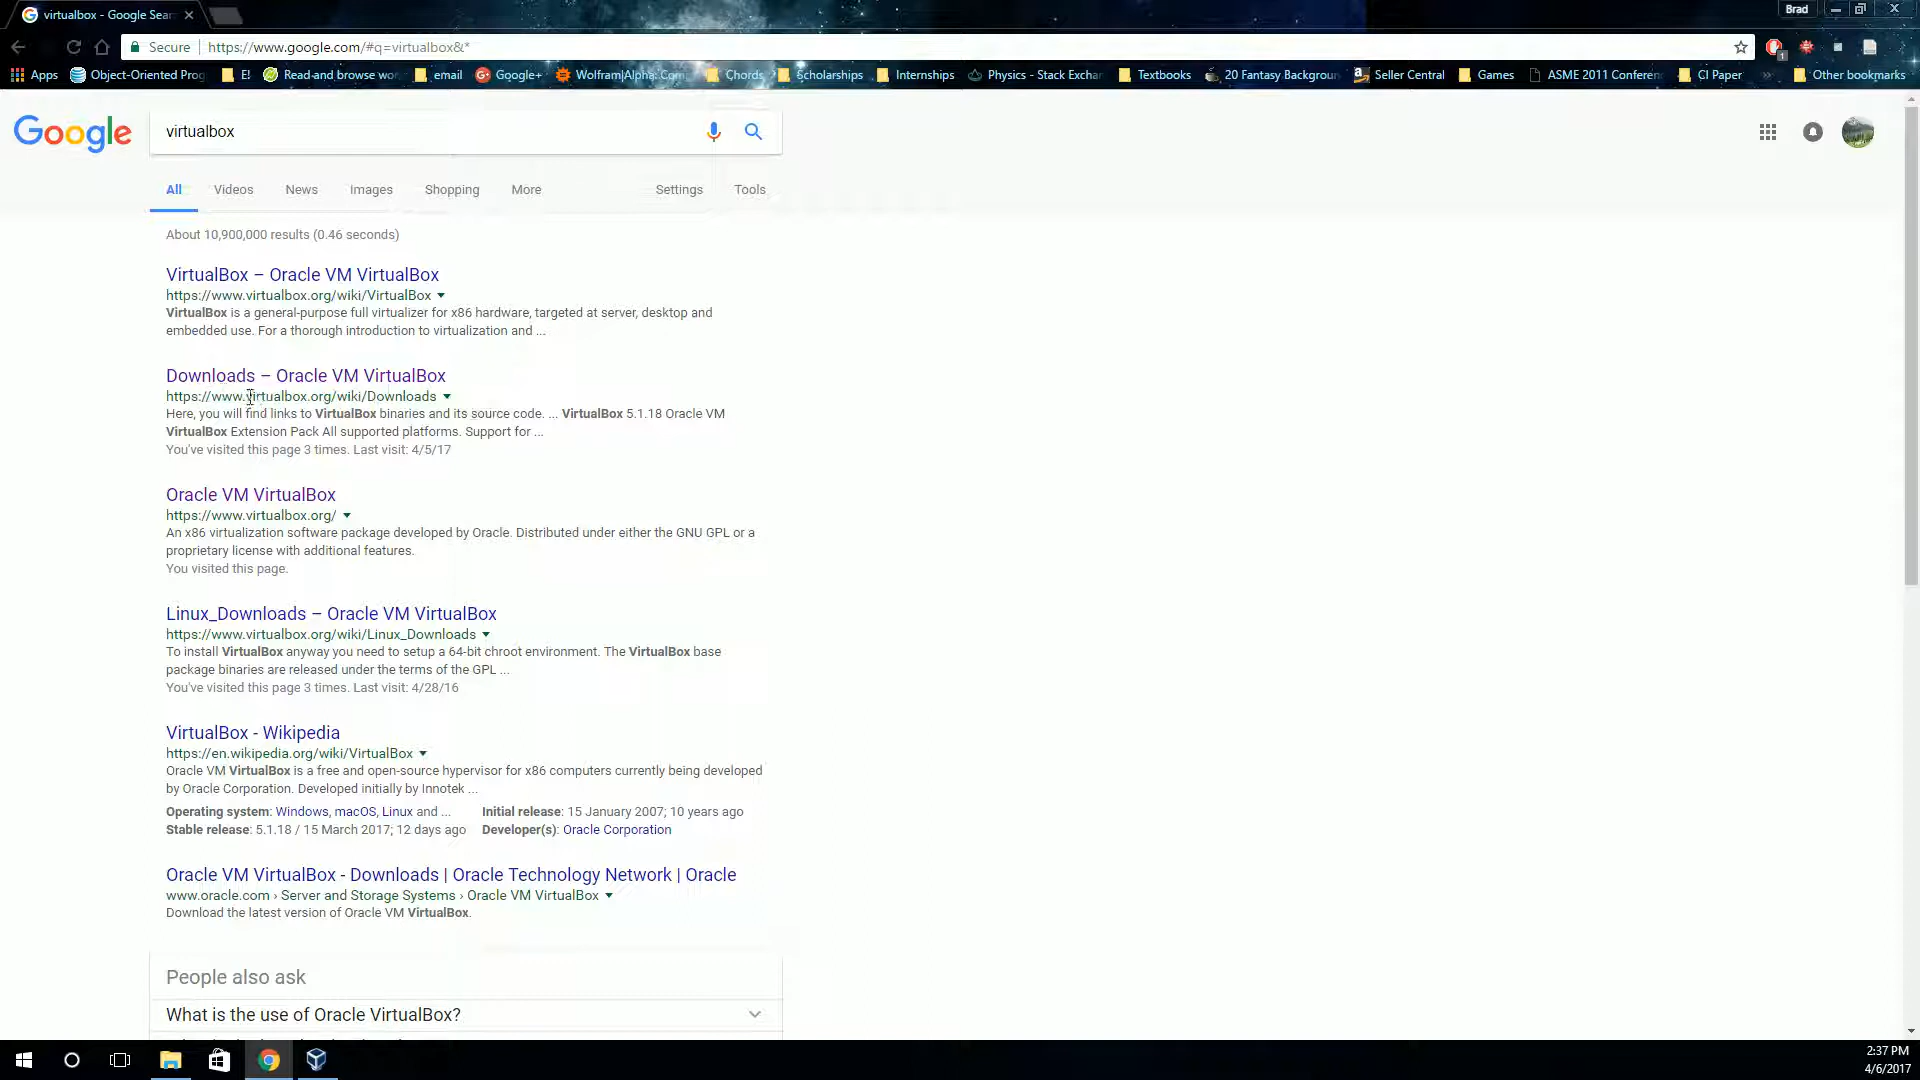 virtualbox - Google Sear
Brad
Secure https://www.google.com/#q=virtualbox&*
Apps Object-Oriented Prog E! Read and browse wo email Google+ Wolfram|Alpha: Com Chords Scholarships Internships Physics - Stack Exchan Textbooks 20 Fantasy Backgroun Seller Central Games ASME 2011 Conferen CI Paper » Other bookmarks
Google virtualbox
All Videos News Images Shopping More Settings Tools
About 10,900,000 results (0.46 seconds)
VirtualBox – Oracle VM VirtualBox
https://www.virtualbox.org/wiki/VirtualBox
VirtualBox is a general-purpose full virtualizer for x86 hardware, targeted at server, desktop and
embedded use. For a thorough introduction to virtualization and ...
Downloads – Oracle VM VirtualBox
https://www.virtualbox.org/wiki/Downloads
Here, you will find links to VirtualBox binaries and its source code. ... VirtualBox 5.1.18 Oracle VM
VirtualBox Extension Pack All supported platforms. Support for ...
You've visited this page 3 times. Last visit: 4/5/17
Oracle VM VirtualBox
https://www.virtualbox.org/
An x86 virtualization software package developed by Oracle. Distributed under either the GNU GPL or a
proprietary license with additional features.
You visited this page.
Linux_Downloads – Oracle VM VirtualBox
https://www.virtualbox.org/wiki/Linux_Downloads
To install VirtualBox anyway you need to setup a 64-bit chroot environment. The VirtualBox base
package binaries are released under the terms of the GPL ...
You've visited this page 3 times. Last visit: 4/28/16
VirtualBox - Wikipedia
https://en.wikipedia.org/wiki/VirtualBox
Oracle VM VirtualBox is a free and open-source hypervisor for x86 computers currently being developed
by Oracle Corporation. Developed initially by Innotek ...
Operating system: Windows, macOS, Linux and ... Initial release: 15 January 2007; 10 years ago
Stable release: 5.1.18 / 15 March 2017; 12 days ago Developer(s): Oracle Corporation
Oracle VM VirtualBox - Downloads | Oracle Technology Network | Oracle
www.oracle.com › Server and Storage Systems › Oracle VM VirtualBox
Download the latest version of Oracle VM VirtualBox.
People also ask
What is the use of Oracle VirtualBox?
2:37 PM
4/6/2017